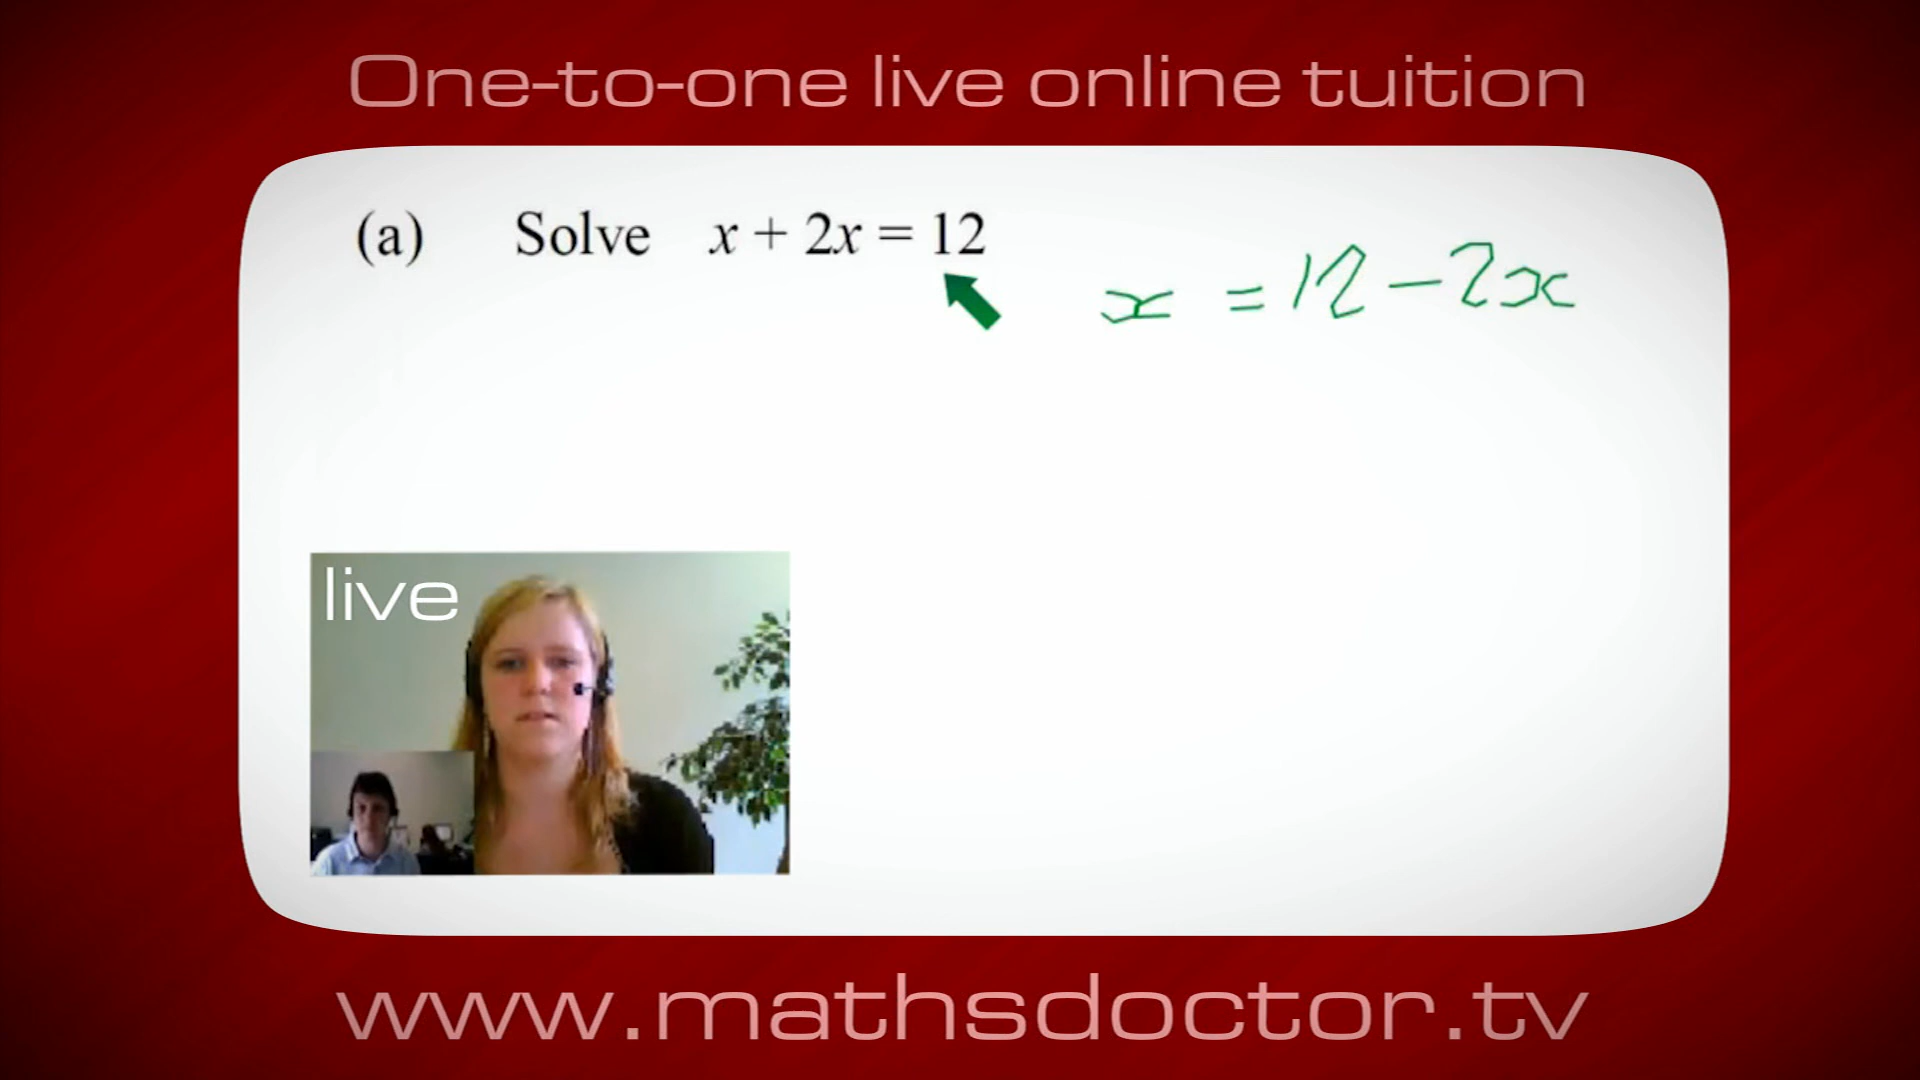 One-to-one live online tuition
(a) Solve x + 2x = 12
x = 12 - 2x
live
www.mathsdoctor.tv